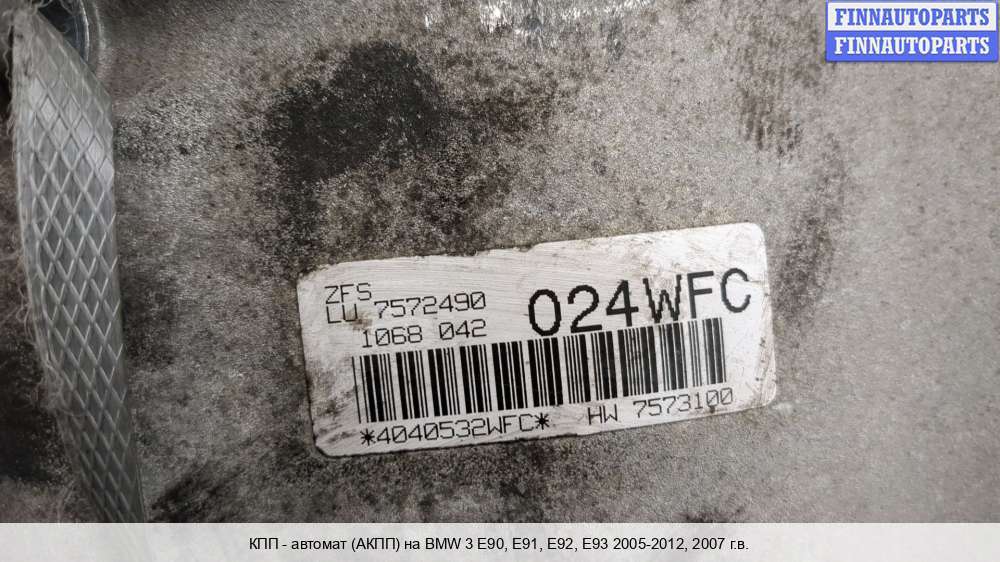 FINNAUTOPARTS
FINNAUTOPARTS
ZFS
LU 7572490
1068 042
024WFC
*4040532WFC* HW 7573100
КПП - автомат (АКПП) на BMW 3 E90, E91, E92, E93 2005-2012, 2007 г.в.